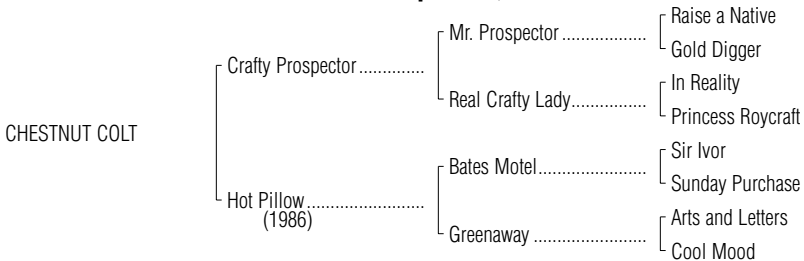 Raise a Native
Mr. Prospector ...................
Gold Digger
Crafty Prospector ..............
In Reality
Real Crafty Lady .................
Princess Roycraft
CHESTNUT COLT
Sir Ivor
Bates Motel .........................
Sunday Purchase
Hot Pillow ...........................
(1986)
Arts and Letters
Greenaway ..........................
Cool Mood